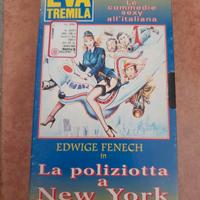 EVA
TREMILA
Le
commedie
sexy
all'italiana
EDWIGE FENECH
in
La poliziotta
a
New York